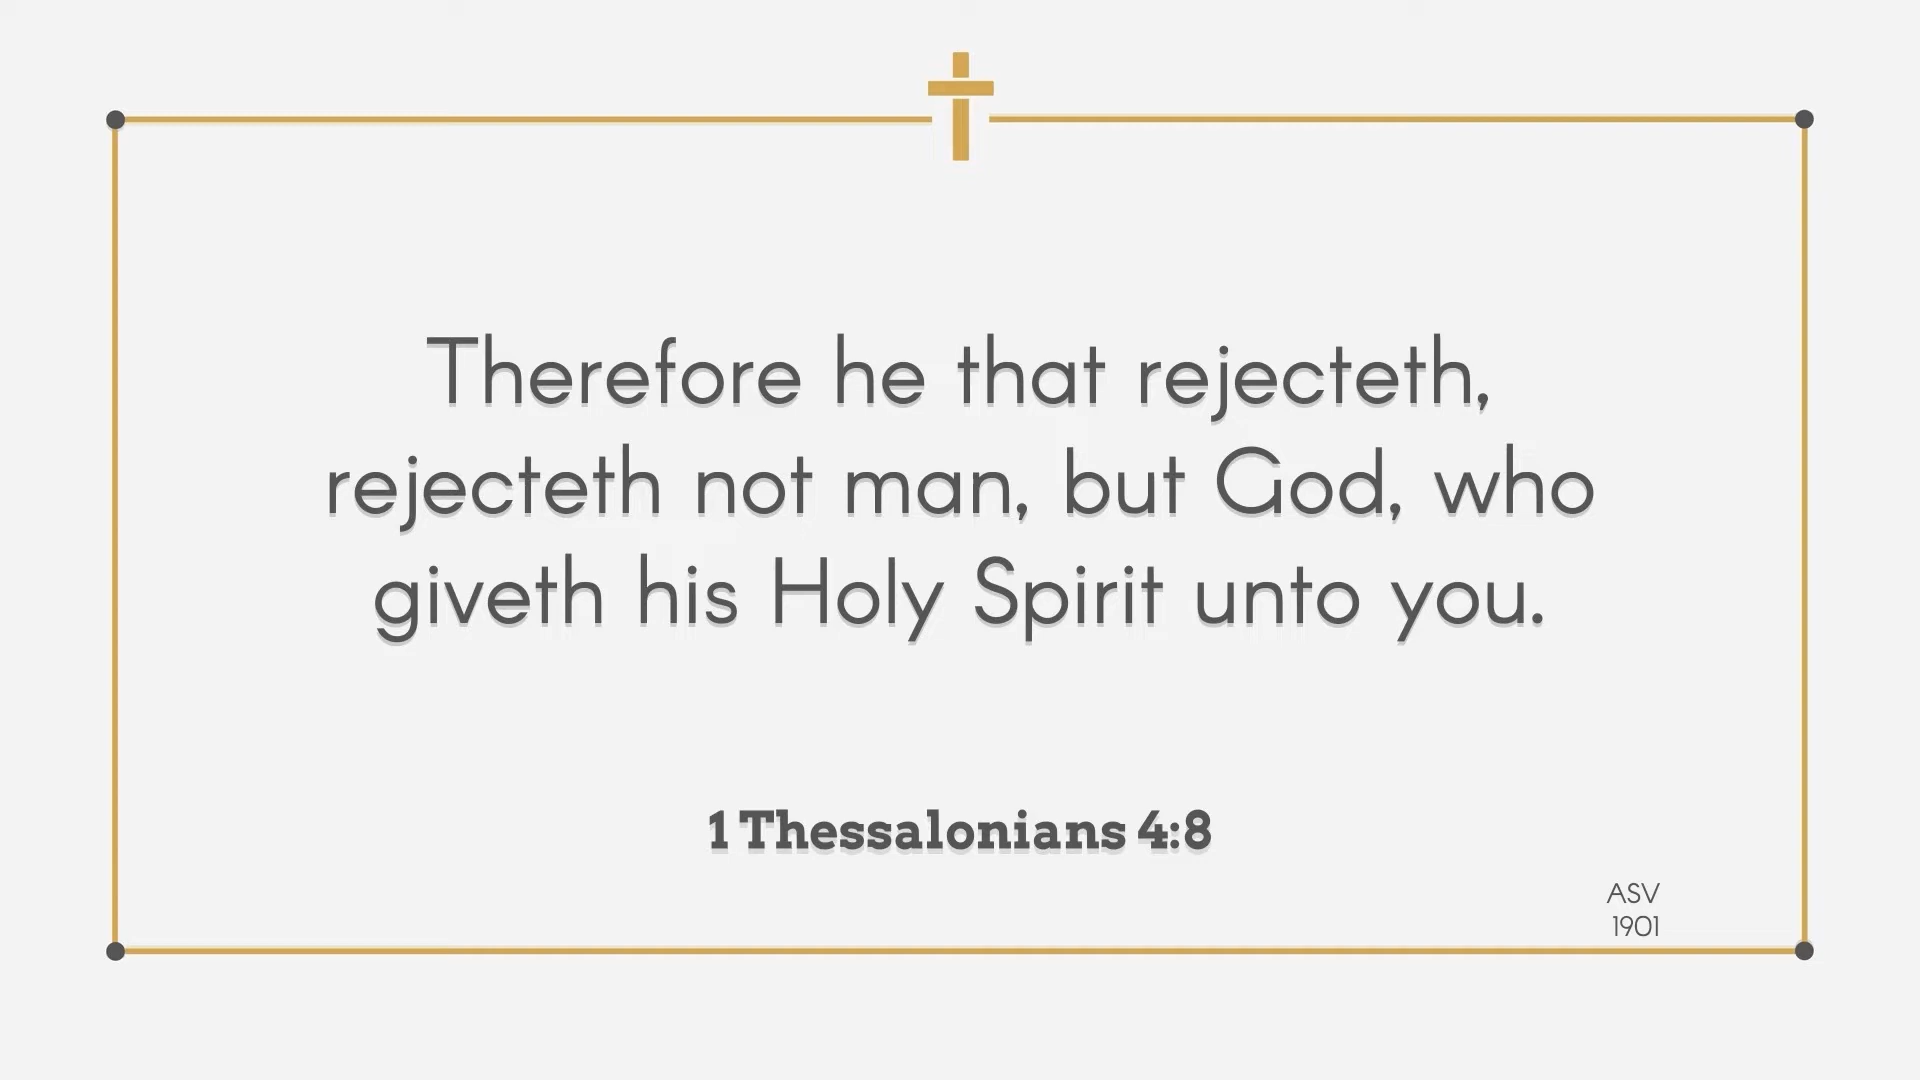 Therefore he that rejecteth,
rejecteth not man, but God, who
giveth his Holy Spirit unto you.
1 Thessalonians 4:8
ASV
1901